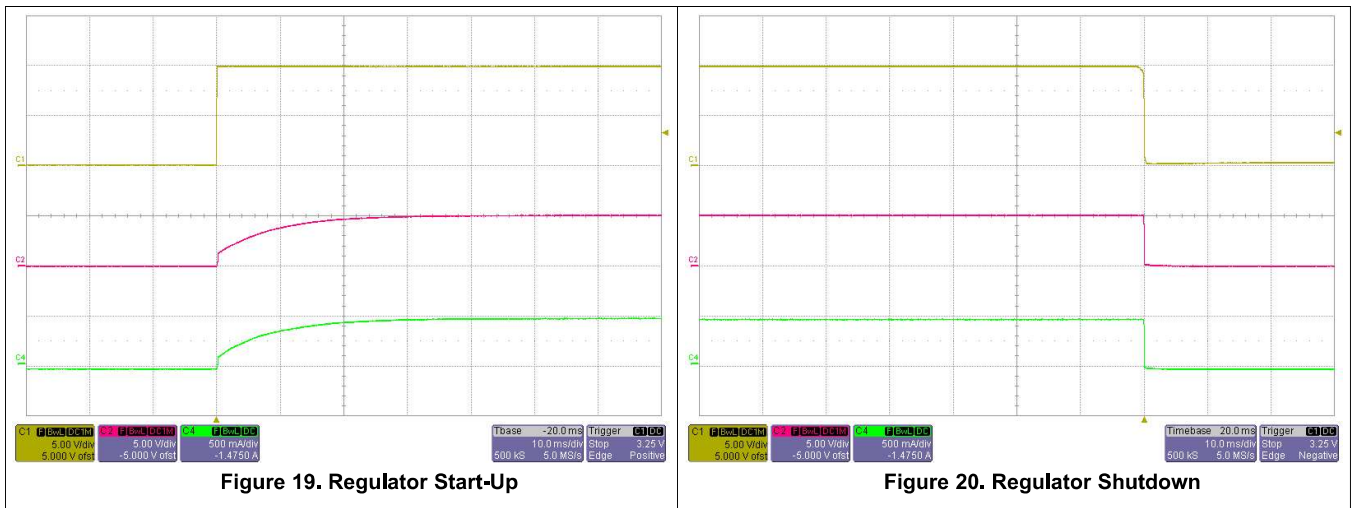 C1
C2
C4
C1 F BwL DC1M
5.00 V/div
5.000 V ofst
C2 F BwL DC1M
5.00 V/div
-5.000 V ofst
C4 F BwL DC
500 mA/div
-1.4750 A
Tbase -20.0 ms
10.0 ms/div
500 kS 5.0 MS/s
Trigger C1 DC
Stop 3.25 V
Edge Positive
Figure 19. Regulator Start-Up
C1
C2
C4
C1 F BwL DC1M
5.00 V/div
5.000 V ofst
C2 F BwL DC1M
5.00 V/div
-5.000 V ofst
C4 F BwL DC
500 mA/div
-1.4750 A
Timebase 20.0 ms
10.0 ms/div
500 kS 5.0 MS/s
Trigger C1 DC
Stop 3.25 V
Edge Negative
Figure 20. Regulator Shutdown